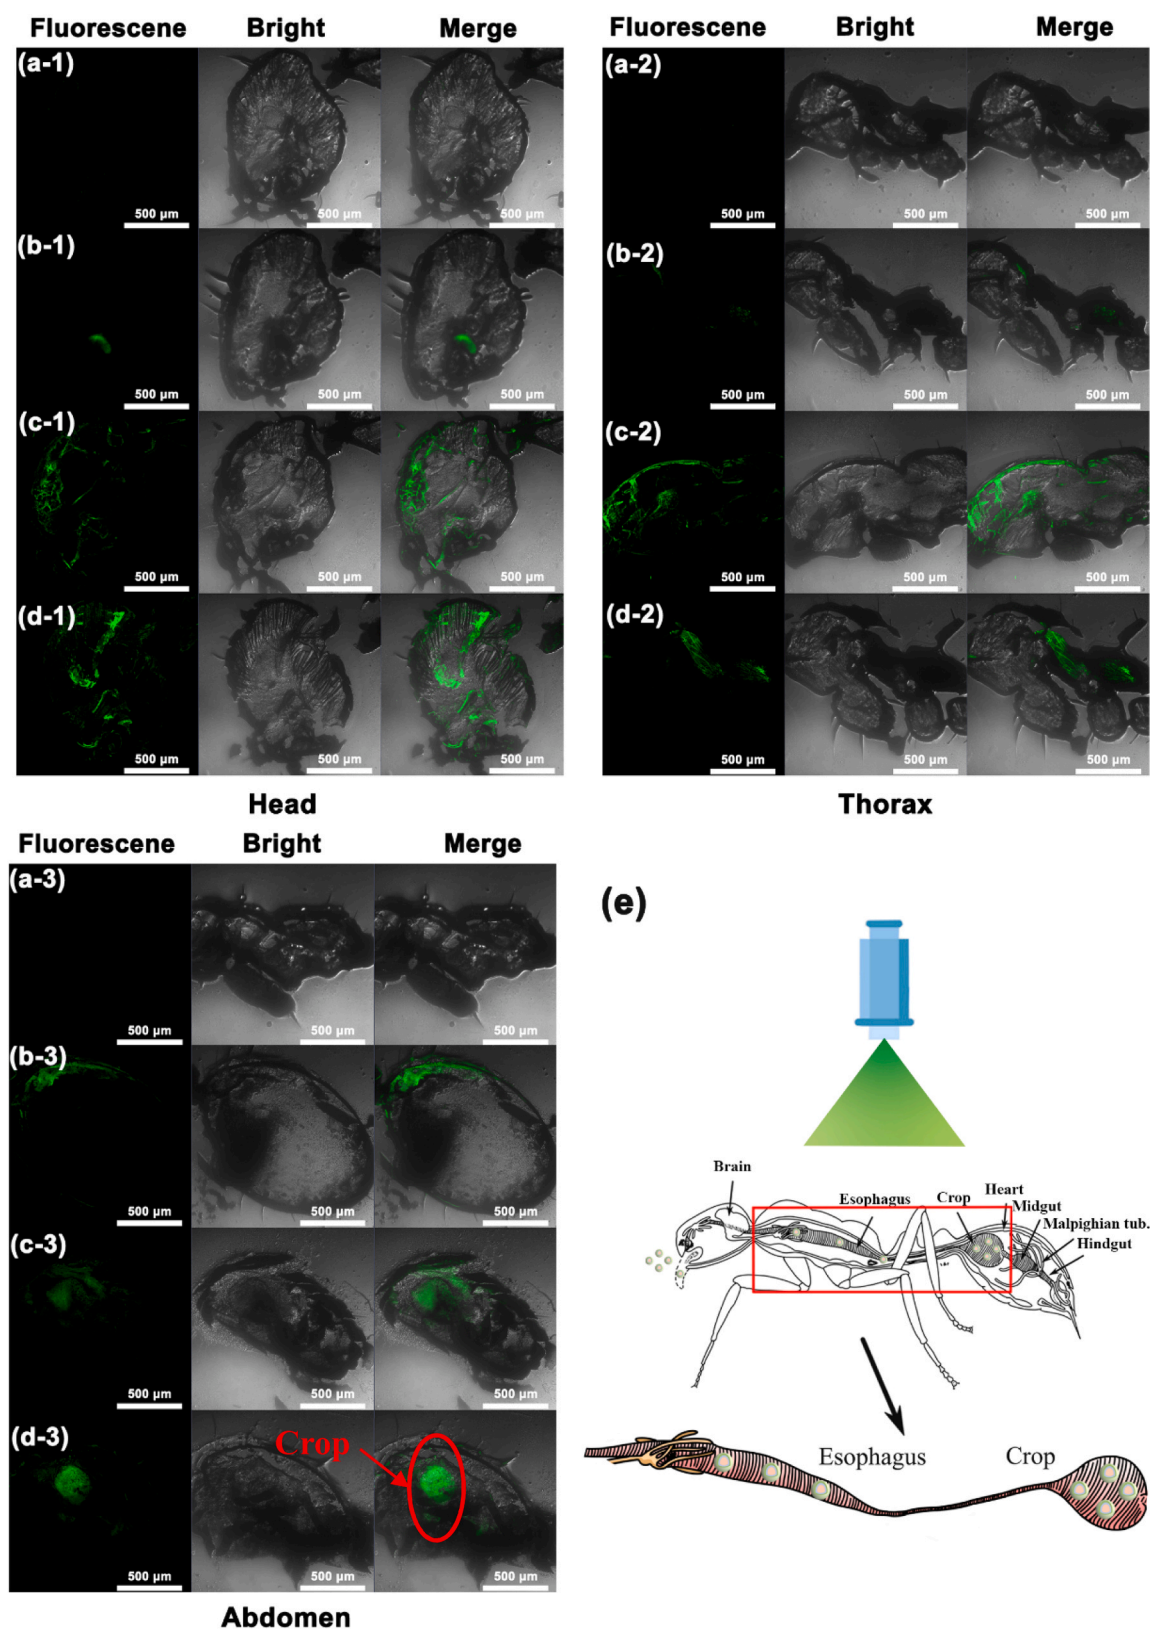 Fluorescene Bright Merge
(a-1)
500 µm 500 µm 500 µm
(b-1)
500 µm 500 µm 500 µm
(c-1)
500 µm 500 µm 500 µm
(d-1)
500 µm 500 µm 500 µm
Head
Fluorescene Bright Merge
(a-2)
500 µm 500 µm 500 µm
(b-2)
500 µm 500 µm 500 µm
(c-2)
500 µm 500 µm 500 µm
(d-2)
500 µm 500 µm 500 µm
Thorax
Fluorescene Bright Merge
(a-3)
500 µm 500 µm 500 µm
(b-3)
500 µm 500 µm 500 µm
(c-3)
500 µm 500 µm 500 µm
(d-3)
Crop
500 µm 500 µm 500 µm
Abdomen
(e)
Brain
Esophagus
Crop
Heart
Midgut
Malpighian tub.
Hindgut
Esophagus
Crop